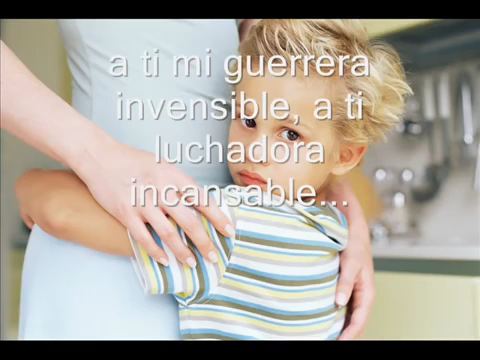 a ti mi guerrera
invensible, a ti
luchadora
incansable...